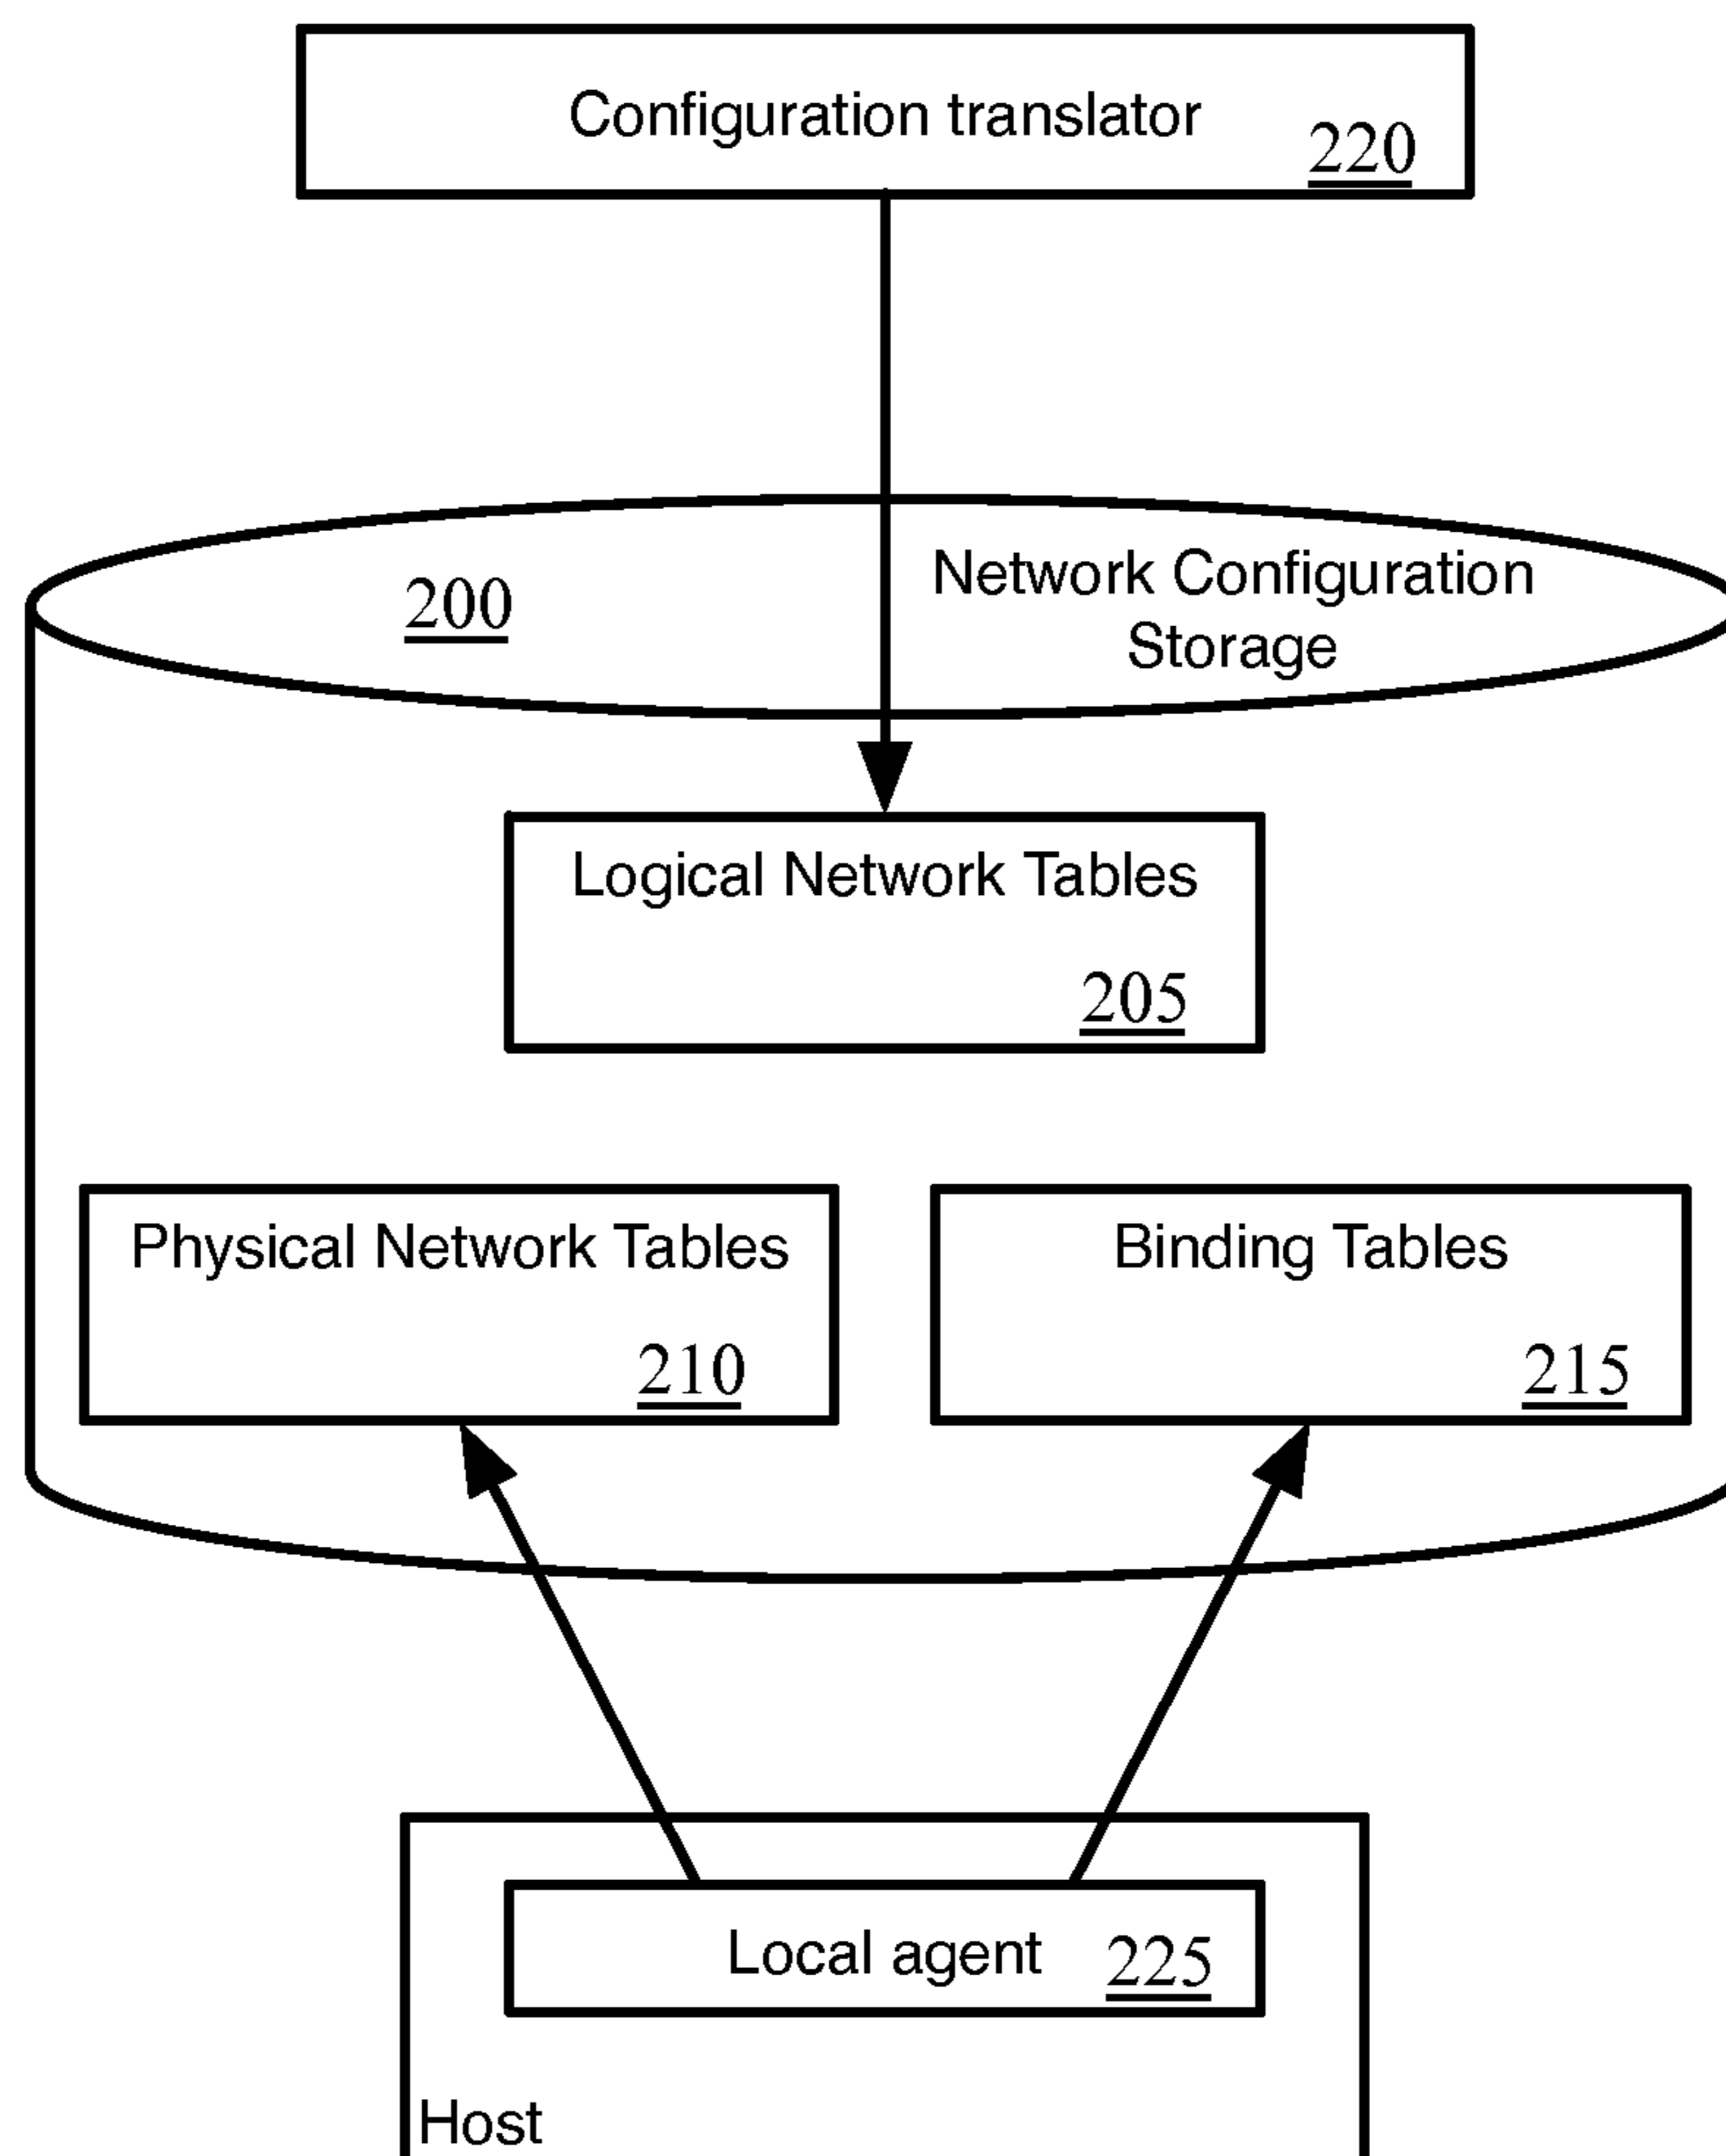 Configuration translator
220
200
Network Configuration
Storage
Logical Network Tables
205
Physical Network Tables
210
Binding Tables
215
Local agent 225
Host